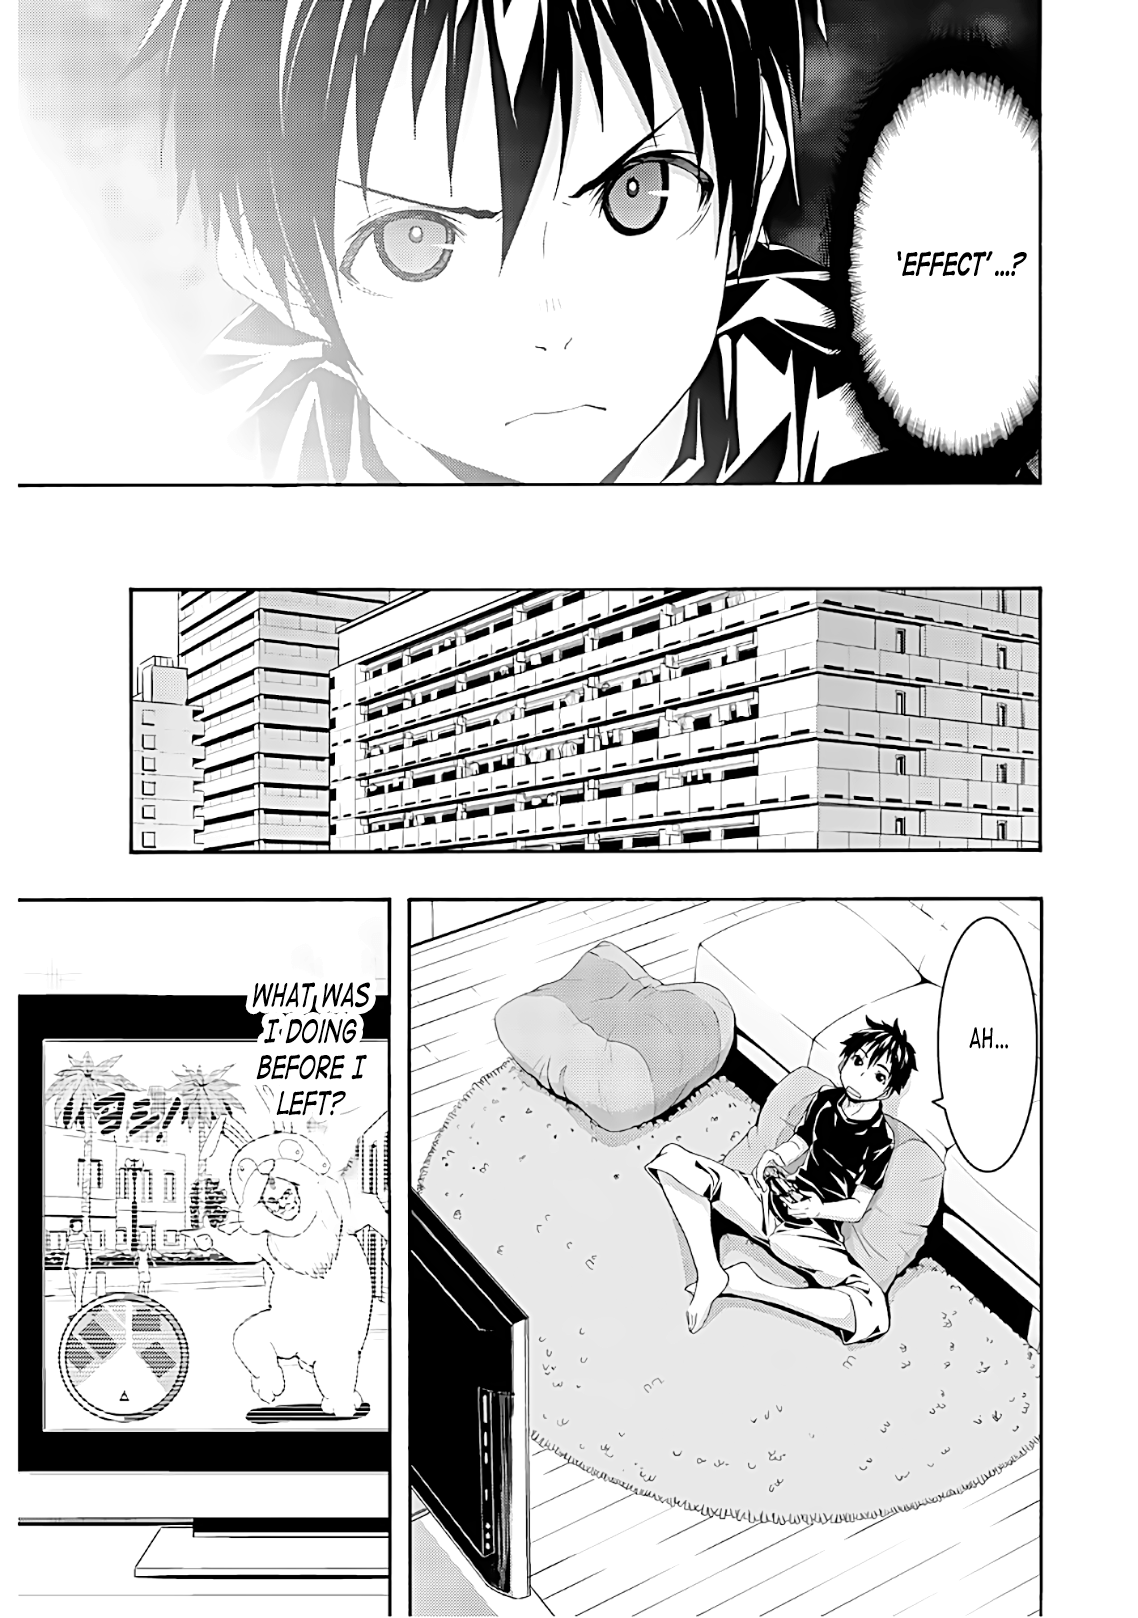 'EFFECT'...?
AH...
WHAT WAS
I DOING
BEFORE I
LEFT?